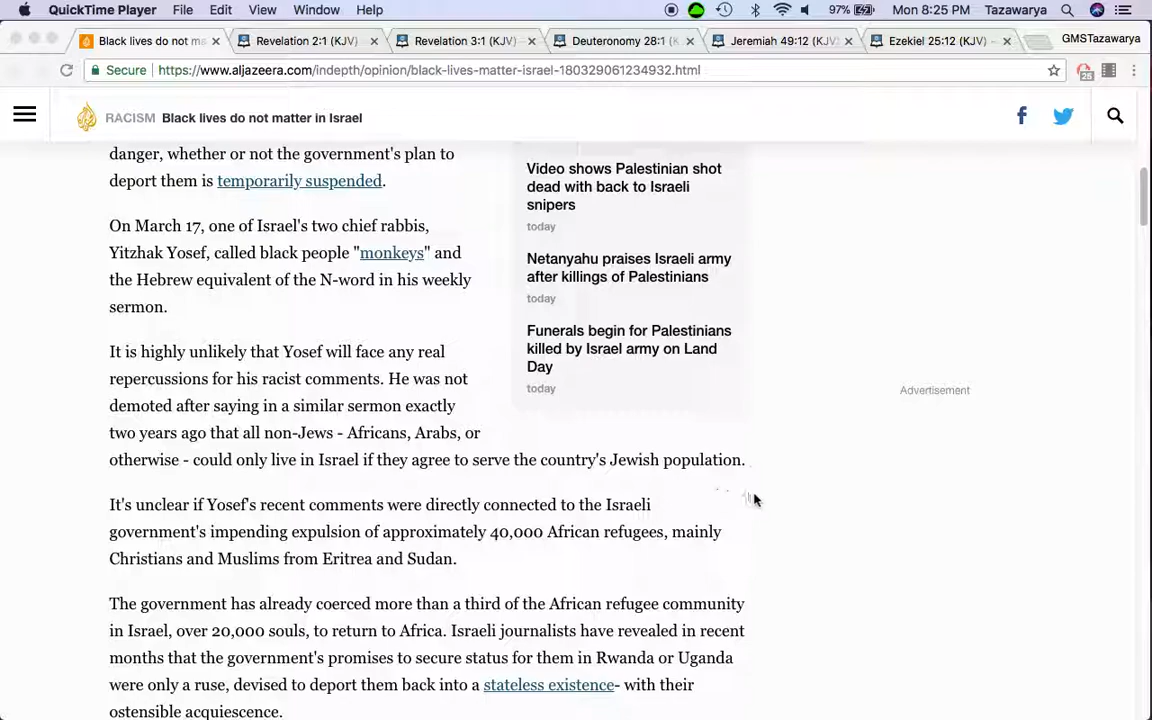 QuickTime Player File Edit View Window Help 97% Mon 8:25 PM Tazawarya
Black lives do not m Revelation 2:1 (KJV) Revelation 3:1 (KJV) Deuteronomy 28:1 (KJV) Jeremiah 49:12 (KJV) Ezekiel 25:12 (KJV) - GMSTazawarya
Secure https://www.aljazeera.com/indepth/opinion/black-lives-matter-israel-180329061234932.html 25
RACISM Black lives do not matter in Israel
danger, whether or not the government's plan to
deport them is temporarily suspended.
On March 17, one of Israel's two chief rabbis,
Yitzhak Yosef, called black people "monkeys" and
the Hebrew equivalent of the N-word in his weekly
sermon.
It is highly unlikely that Yosef will face any real
repercussions for his racist comments. He was not
demoted after saying in a similar sermon exactly
two years ago that all non-Jews - Africans, Arabs, or
otherwise - could only live in Israel if they agree to serve the country's Jewish population.
It's unclear if Yosef's recent comments were directly connected to the Israeli
government's impending expulsion of approximately 40,000 African refugees, mainly
Christians and Muslims from Eritrea and Sudan.
The government has already coerced more than a third of the African refugee community
in Israel, over 20,000 souls, to return to Africa. Israeli journalists have revealed in recent
months that the government's promises to secure status for them in Rwanda or Uganda
were only a ruse, devised to deport them back into a stateless existence- with their
ostensible acquiescence.
Video shows Palestinian shot
dead with back to Israeli
snipers
today
Netanyahu praises Israeli army
after killings of Palestinians
today
Funerals begin for Palestinians
killed by Israel army on Land
Day
today
Advertisement